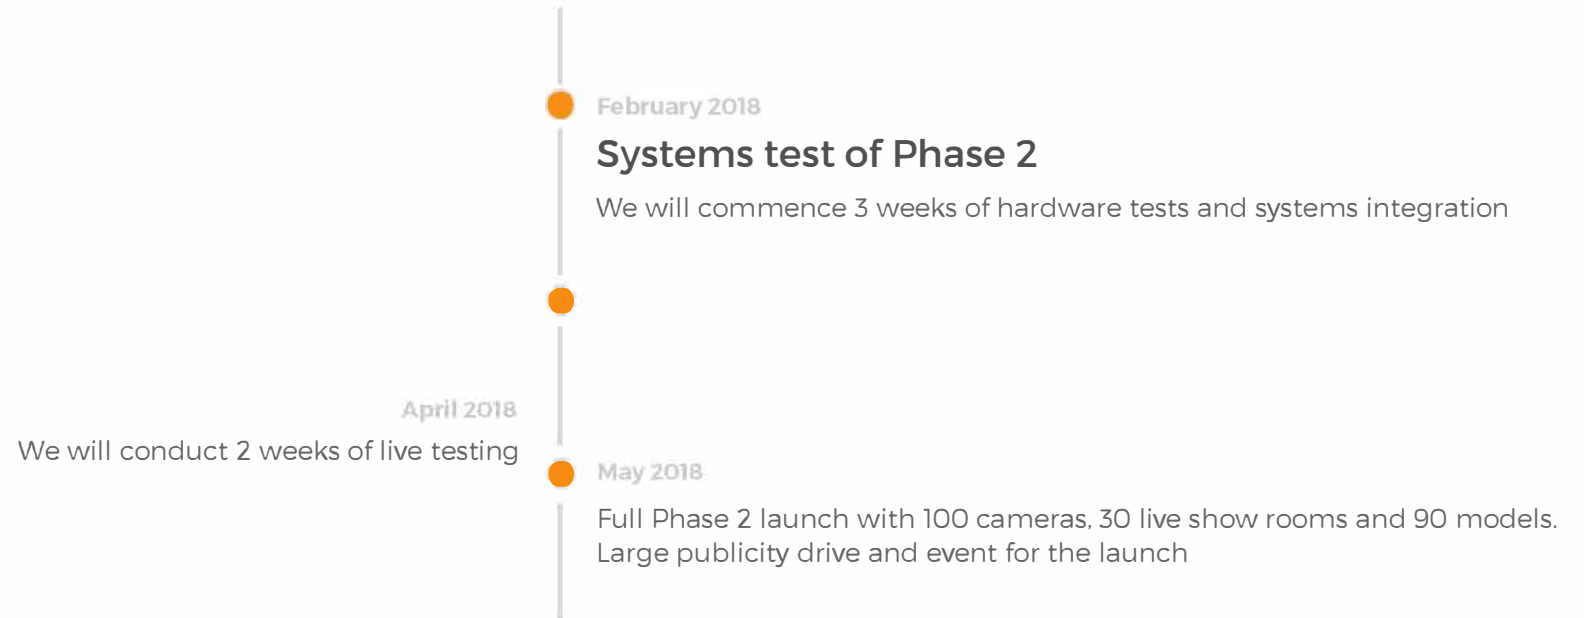 February 2018
Systems test of Phase 2
We will commence 3 weeks of hardware tests and systems integration
April 2018
We will conduct 2 weeks of live testing
May 2018
Full Phase 2 launch with 100 cameras, 30 live show rooms and 90 models.
Large publicity drive and event for the launch